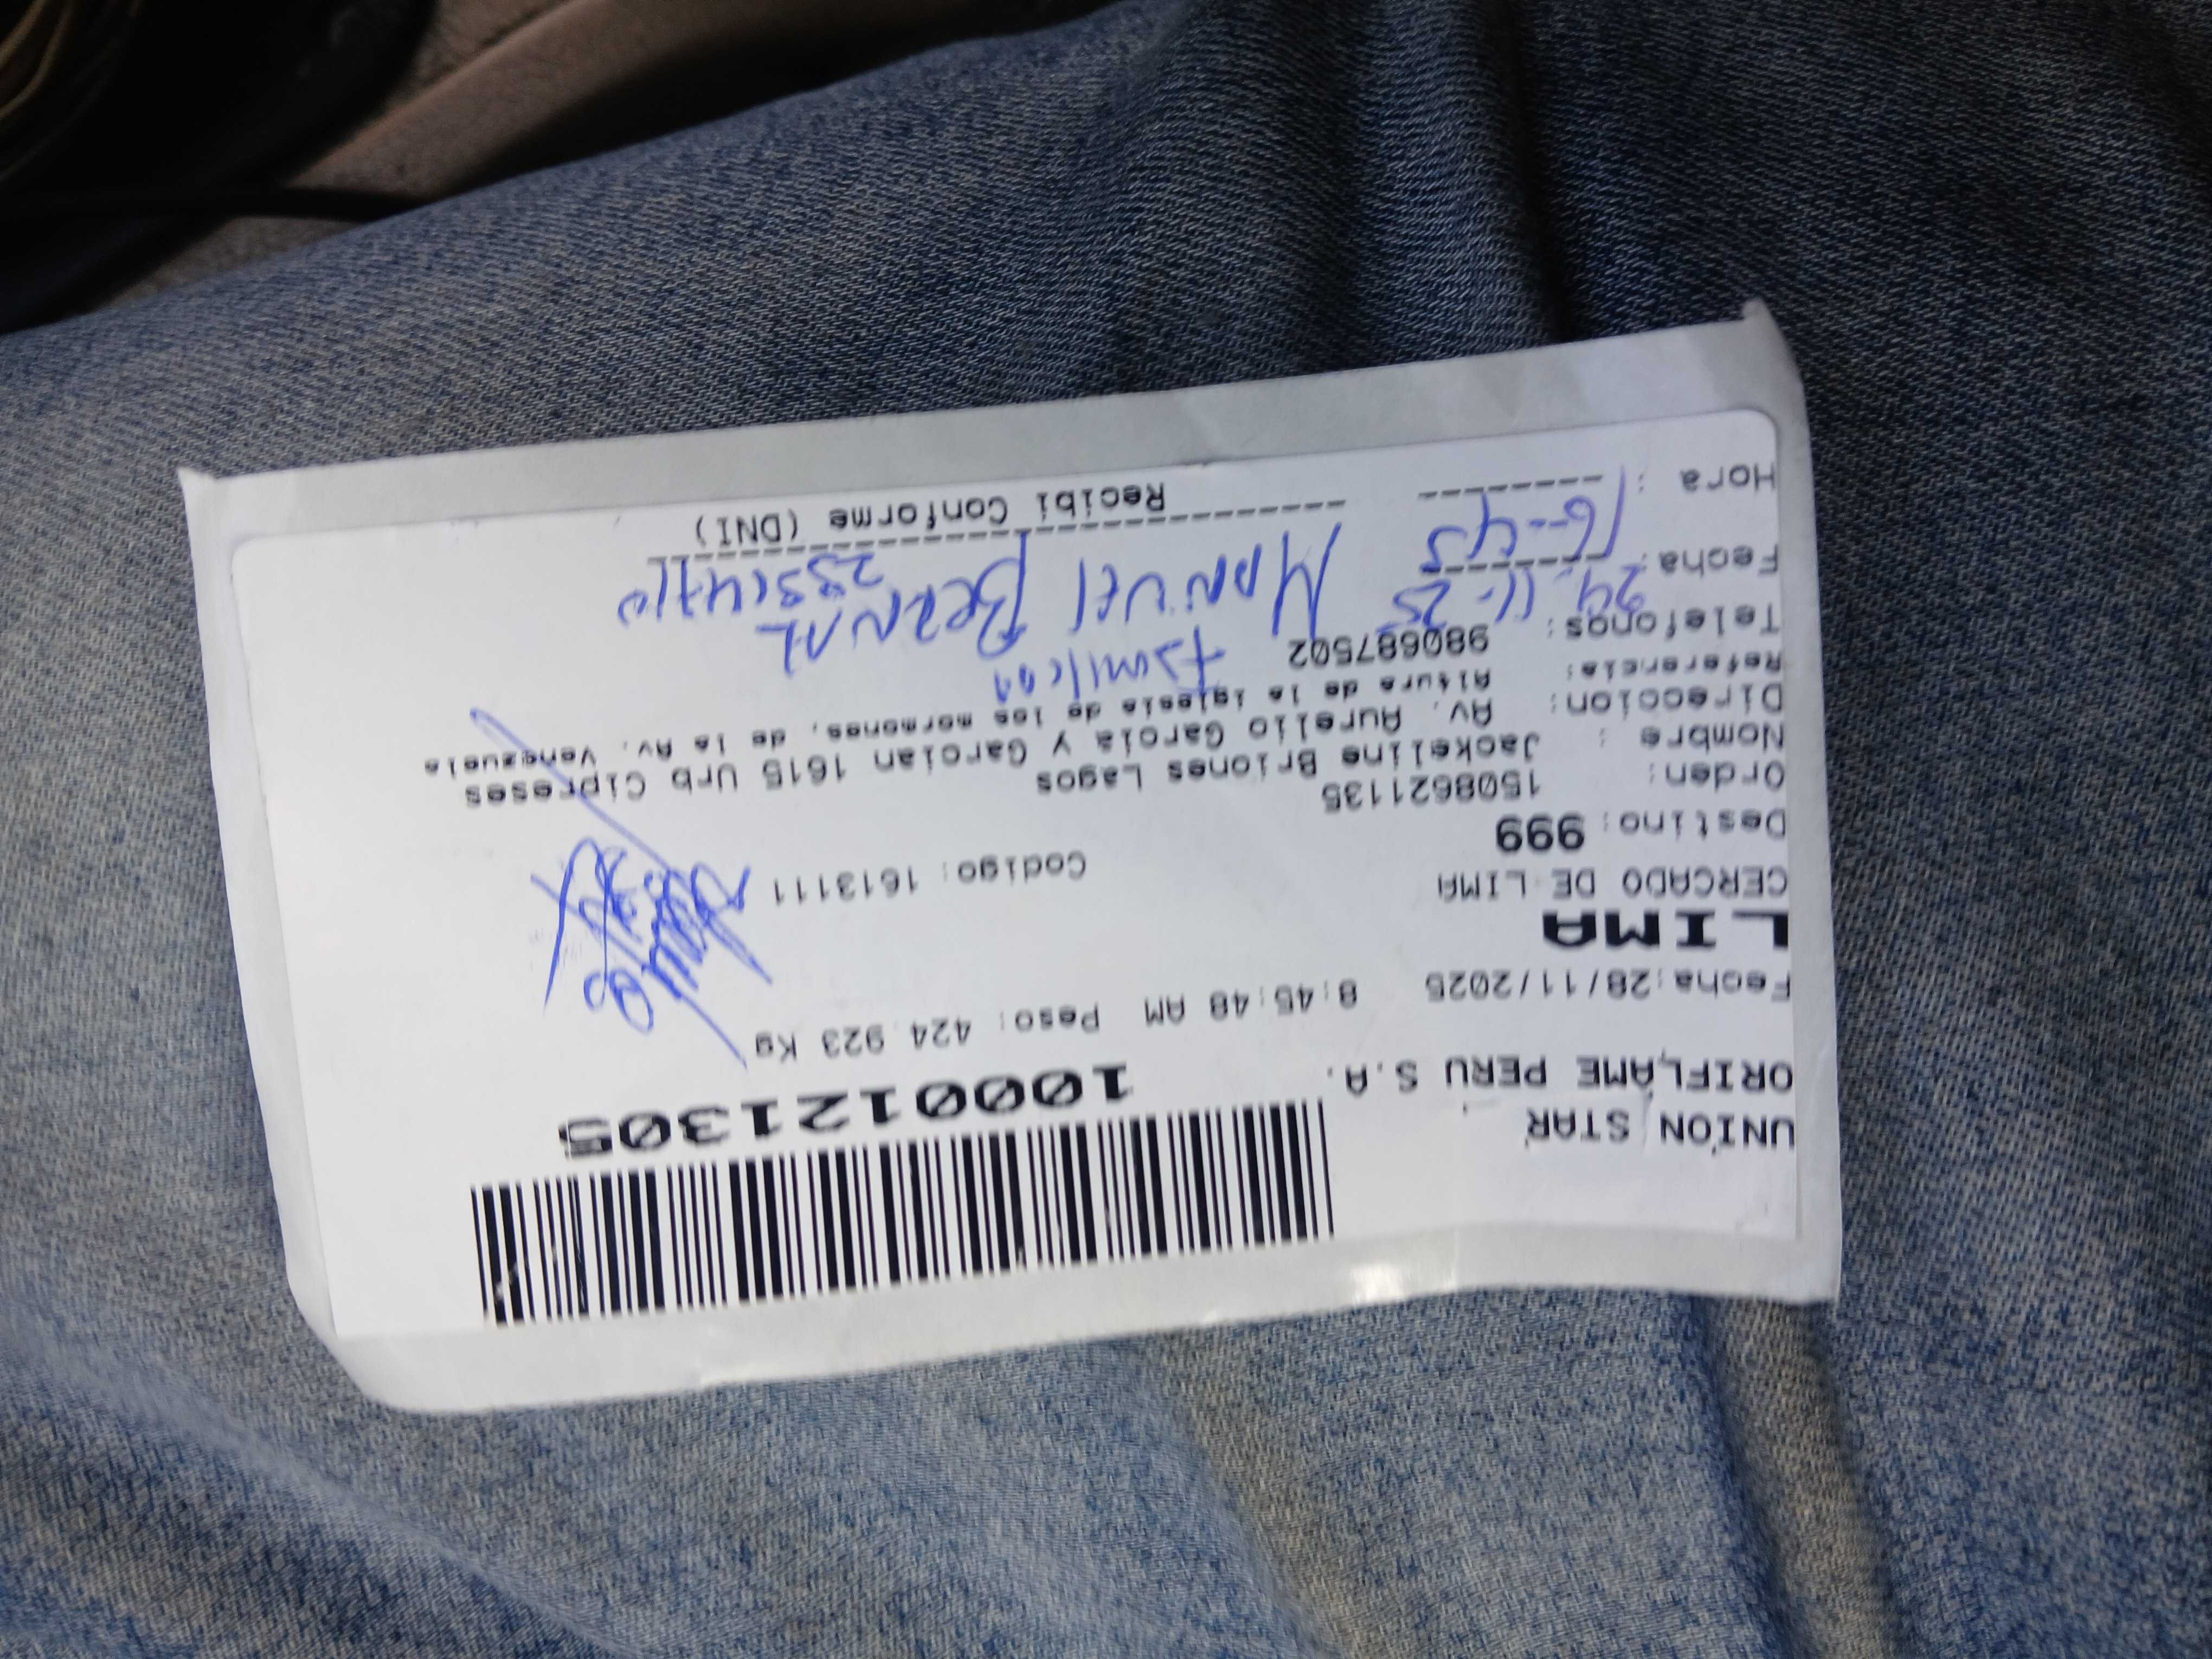 UNION STAR
ORIFLAME PERU S.A.
1000121305
Fecha:28/11/2025 8:45:48 AM Peso: 424.923 Kg
LIMA
CERCADO DE LIMA
Destino: 999 Codigo: 1613111
Orden: 1508621135
Nombre : Jackeline Briones Lagos
Direccion: Av. Aurelio Garcia y Garcian 1615 Urb Cipreses
Referencia: Altura de la iglesia de los mormones, de la Av. Venezuela
Telefonos: 980687502
Familiar
Fecha: 29-11-25 Manuel BERNAL
Hora : 16-45
Recibi Conforme (DNI)